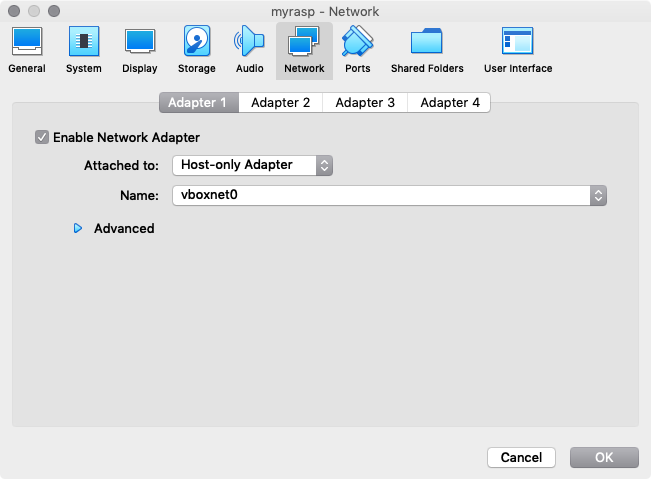 myrasp - Network
General System Display Storage Audio Network Ports Shared Folders User Interface
Adapter 1 Adapter 2 Adapter 3 Adapter 4
Enable Network Adapter
Attached to: Host-only Adapter
Name: vboxnet0
Advanced
Cancel OK